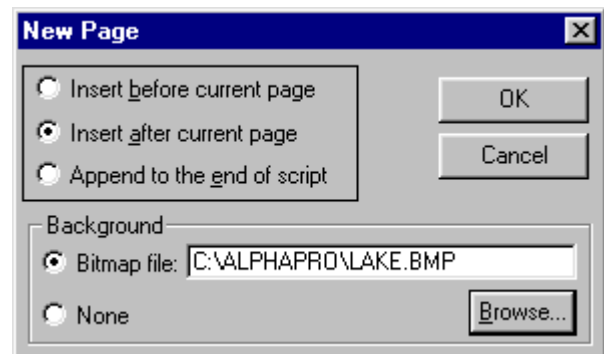 New Page
Insert before current page
OK
Insert after current page
Cancel
Append to the end of script
Background
Bitmap file: C:\ALPHAPRO\LAKE.BMP
None
Browse...